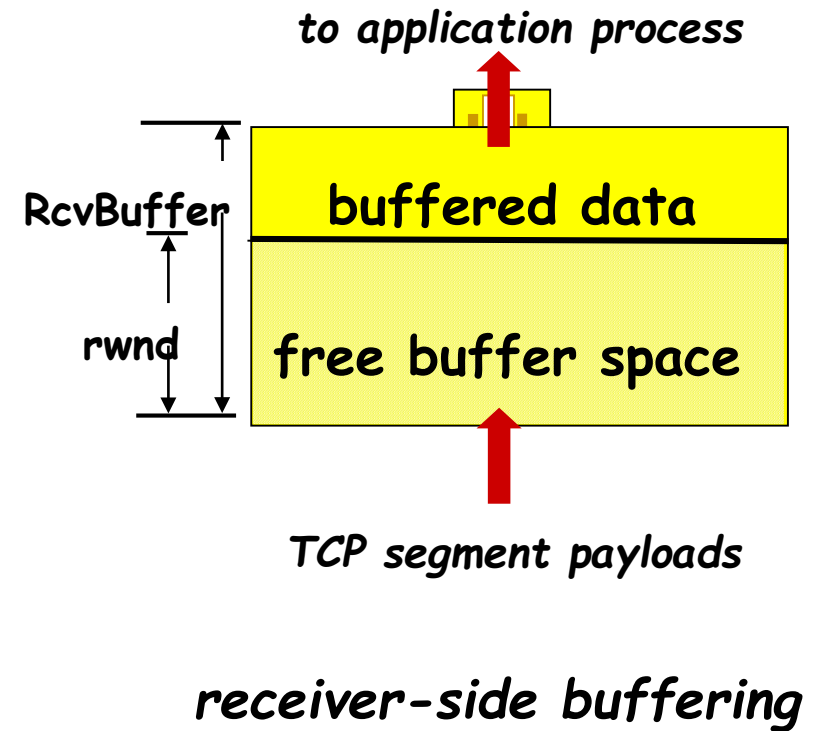 to application process
RcvBuffer
buffered data
rwnd
free buffer space
TCP segment payloads
receiver-side buffering